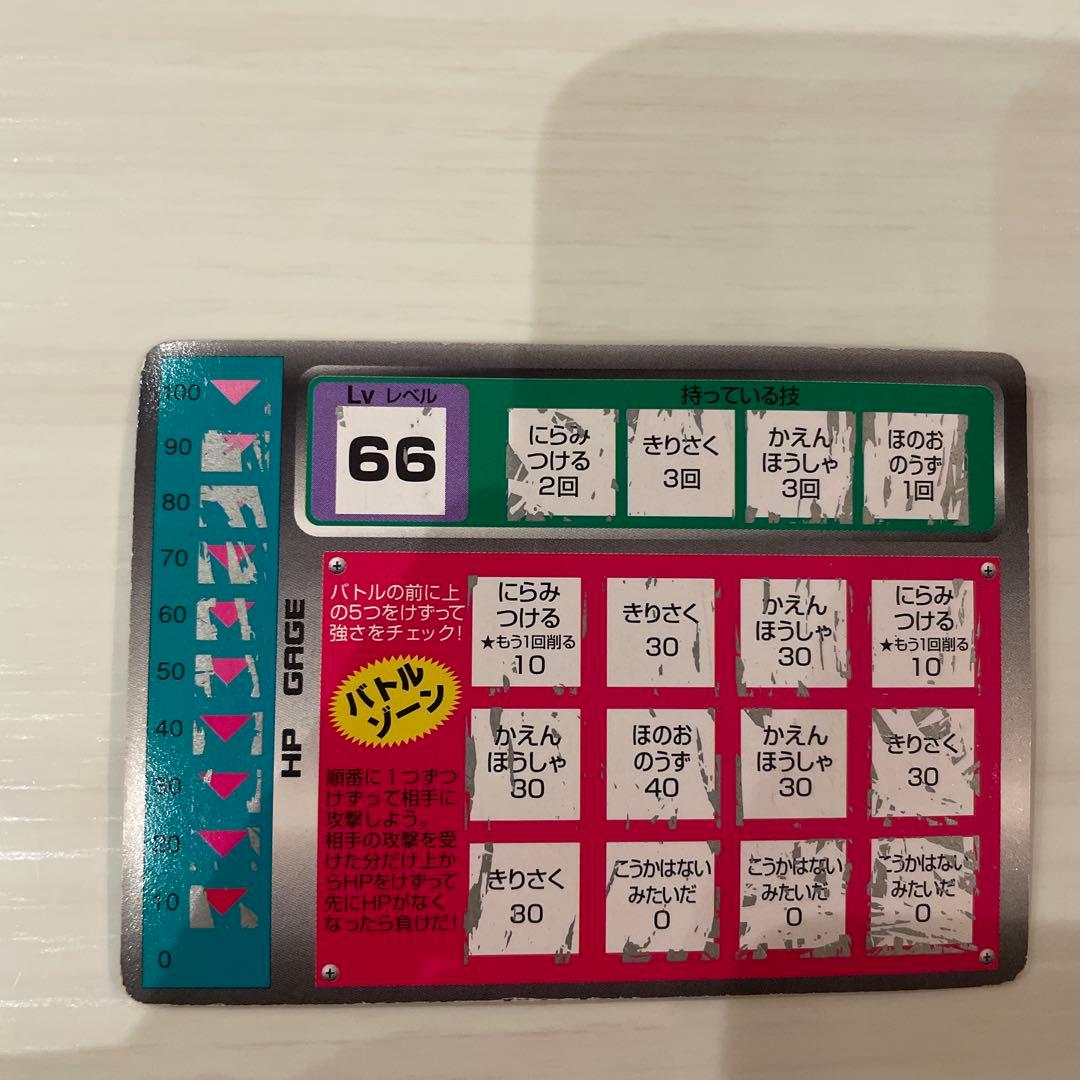 100
90
80
70
60
50
40
30
20
10
0
HP GAGE
Lv レベル
66
持っている技
にらみ
つける
2回
きりさく
3回
かえん
ほうしゃ
3回
ほのお
のうず
1回
バトルの前に上
の5つをけずって
強さをチェック!
バトル
ゾーン
順番に1つずつ
けずって相手に
攻撃しよう。
相手の攻撃を受
けた分だけ上か
らHPをけずって
先にHPがなく
なったら負けだ!
にらみ
つける
★もう1回削る
10
きりさく
30
かえん
ほうしゃ
30
にらみ
つける
★もう1回削る
10
かえん
ほうしゃ
30
ほのお
のうず
40
かえん
ほうしゃ
30
きりさく
30
きりさく
30
こうかはない
みたいだ
0
こうかはない
みたいだ
0
こうかはない
みたいだ
0